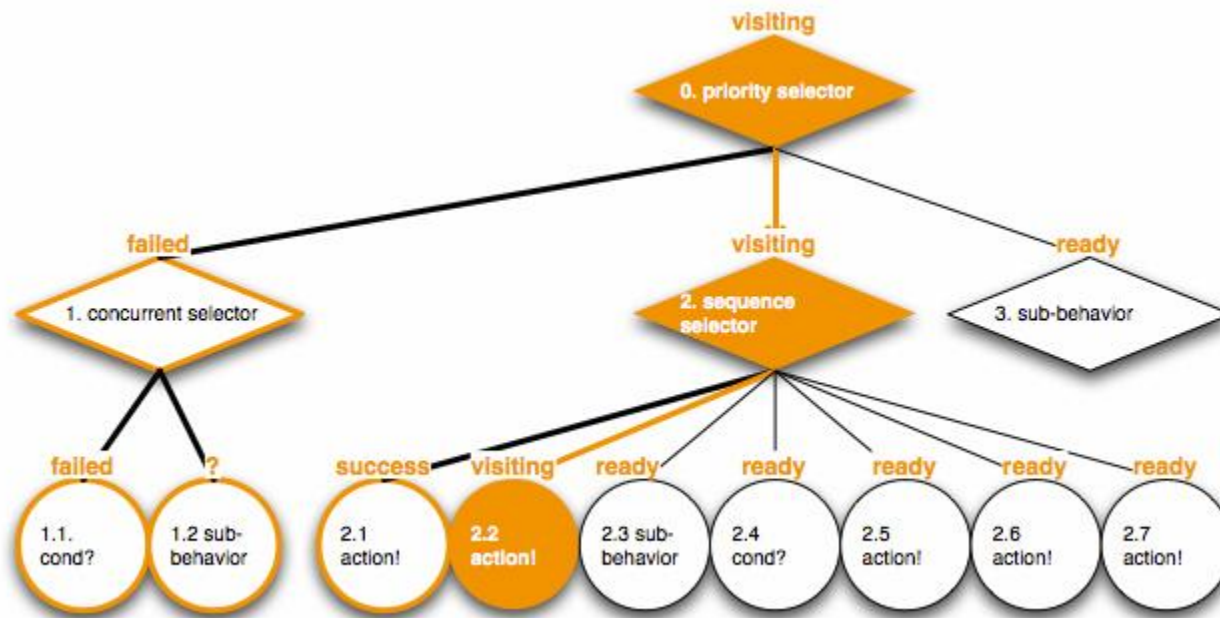 visiting
0. priority selector
failed
visiting
ready
1. concurrent selector
2. sequence
selector
3. sub-behavior
failed
?
success
visiting
ready
ready
ready
ready
ready
1.1.
cond?
1.2 sub-
behavior
2.1
action!
2.2
action!
2.3 sub-
behavior
2.4
cond?
2.5
action!
2.6
action!
2.7
action!